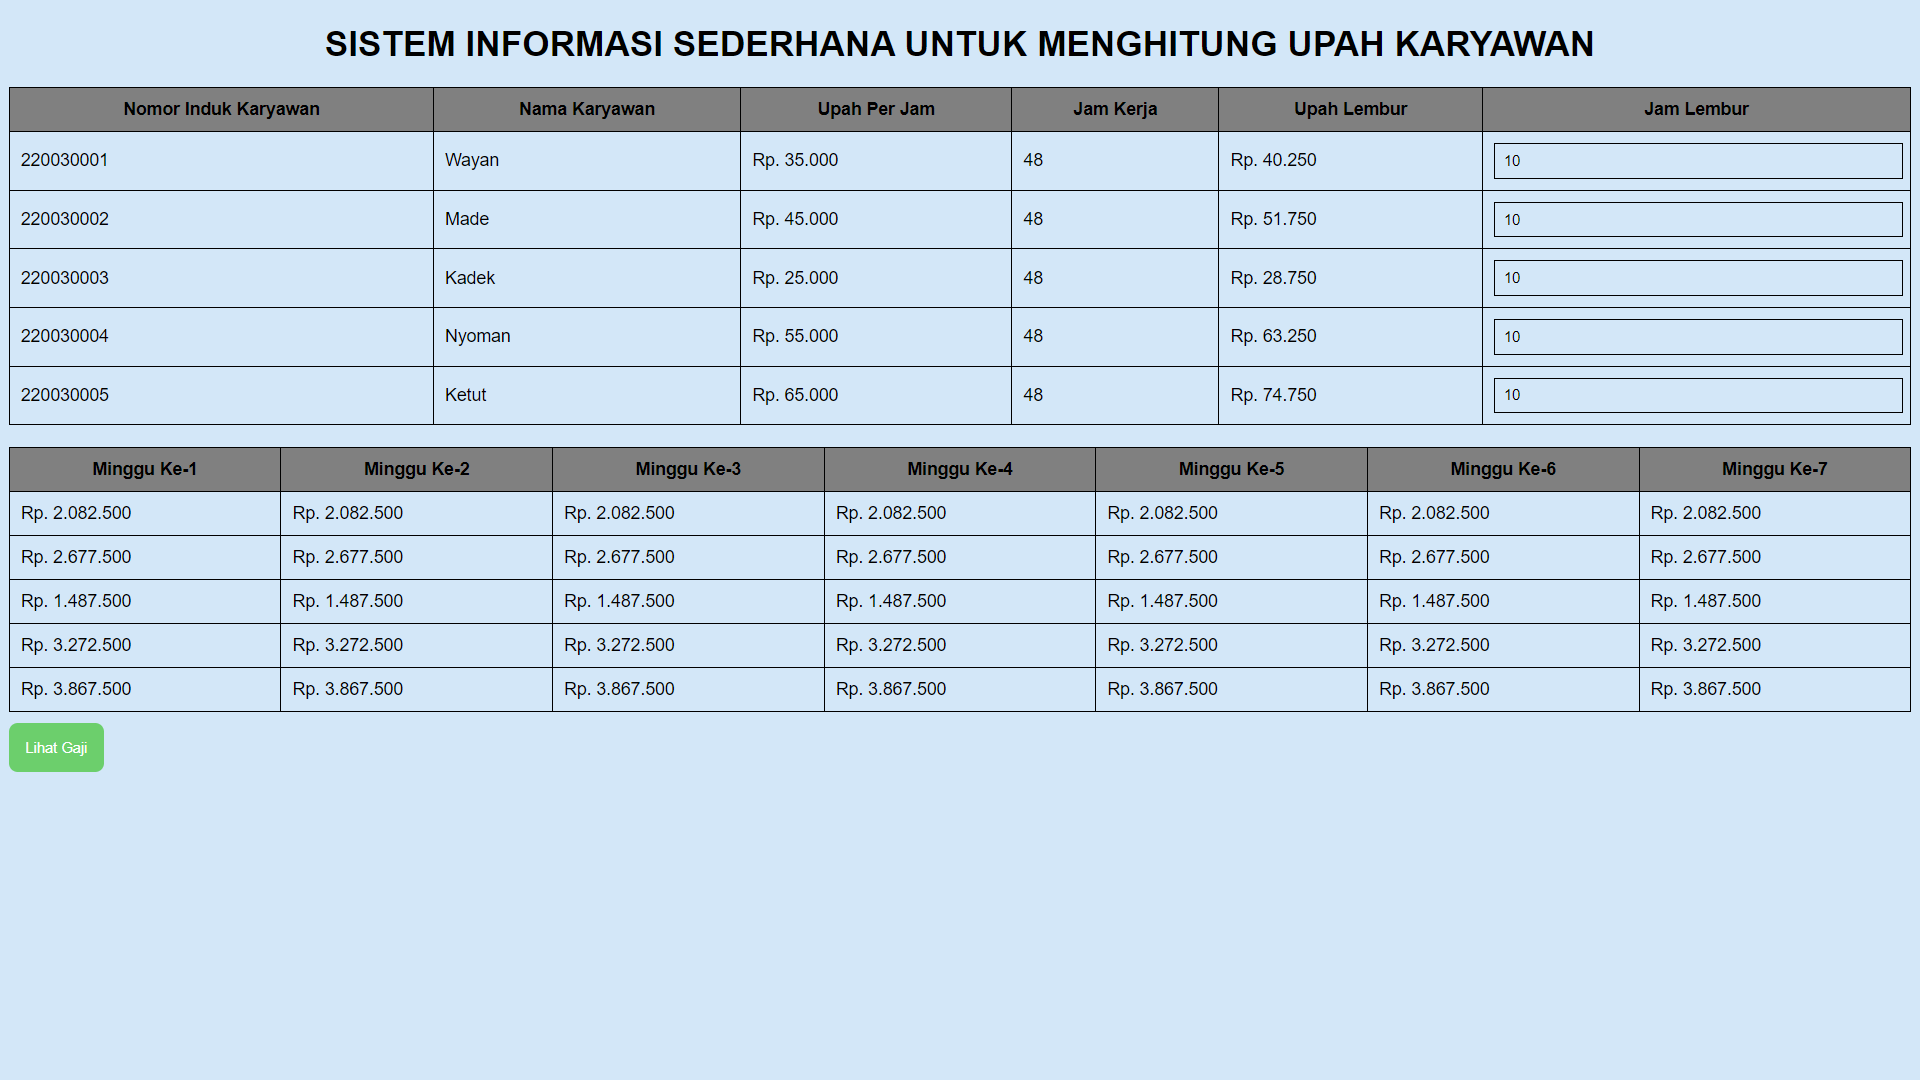 SISTEM INFORMASI SEDERHANA UNTUK MENGHITUNG UPAH KARYAWAN
Nomor Induk Karyawan Nama Karyawan Upah Per Jam Jam Kerja Upah Lembur Jam Lembur
220030001 Wayan Rp. 35.000 48 Rp. 40.250 10
220030002 Made Rp. 45.000 48 Rp. 51.750 10
220030003 Kadek Rp. 25.000 48 Rp. 28.750 10
220030004 Nyoman Rp. 55.000 48 Rp. 63.250 10
220030005 Ketut Rp. 65.000 48 Rp. 74.750 10
Minggu Ke-1 Minggu Ke-2 Minggu Ke-3 Minggu Ke-4 Minggu Ke-5 Minggu Ke-6 Minggu Ke-7
Rp. 2.082.500 Rp. 2.082.500 Rp. 2.082.500 Rp. 2.082.500 Rp. 2.082.500 Rp. 2.082.500 Rp. 2.082.500
Rp. 2.677.500 Rp. 2.677.500 Rp. 2.677.500 Rp. 2.677.500 Rp. 2.677.500 Rp. 2.677.500 Rp. 2.677.500
Rp. 1.487.500 Rp. 1.487.500 Rp. 1.487.500 Rp. 1.487.500 Rp. 1.487.500 Rp. 1.487.500 Rp. 1.487.500
Rp. 3.272.500 Rp. 3.272.500 Rp. 3.272.500 Rp. 3.272.500 Rp. 3.272.500 Rp. 3.272.500 Rp. 3.272.500
Rp. 3.867.500 Rp. 3.867.500 Rp. 3.867.500 Rp. 3.867.500 Rp. 3.867.500 Rp. 3.867.500 Rp. 3.867.500
Lihat Gaji